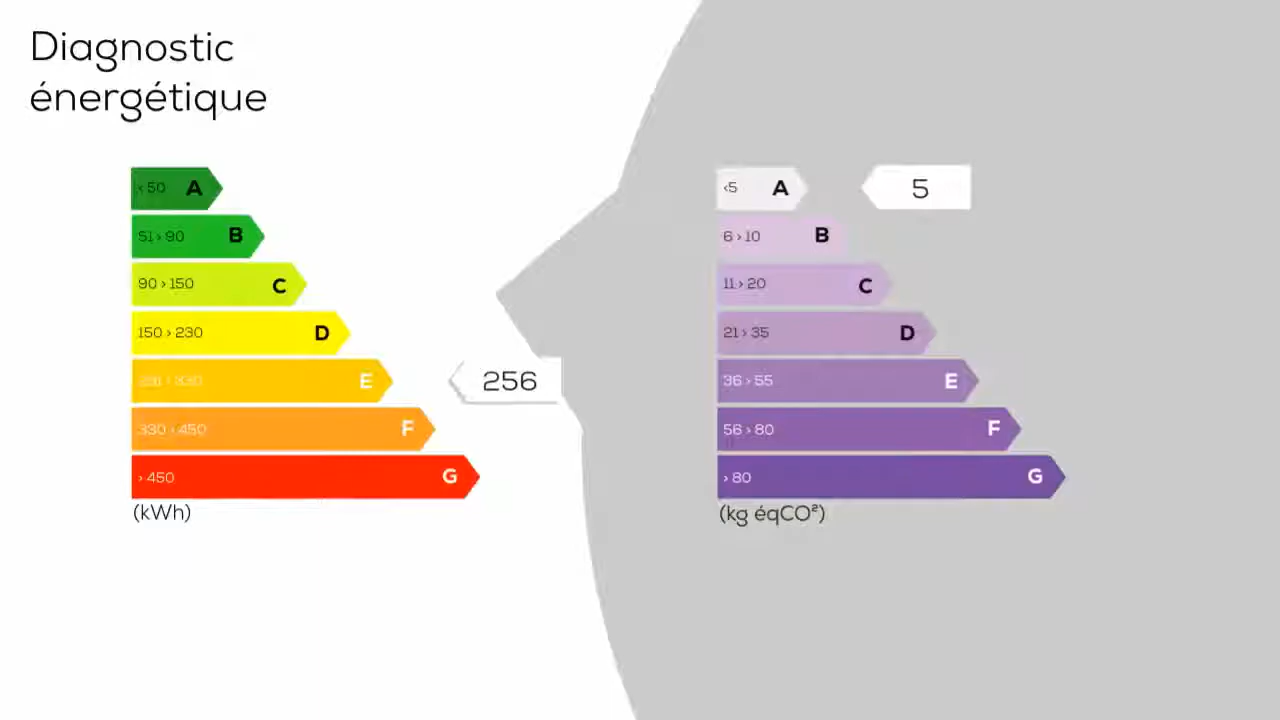 Diagnostic
énergétique
< 50 A
51 > 90 B
90 > 150 C
150 > 230 D
E
256
330 > 450 F
> 450 G
(kWh)
<5 A
5
6 > 10 B
11 > 20 C
21 > 35 D
36 > 55 E
56 > 80 F
> 80 G
(kg éqCO²)